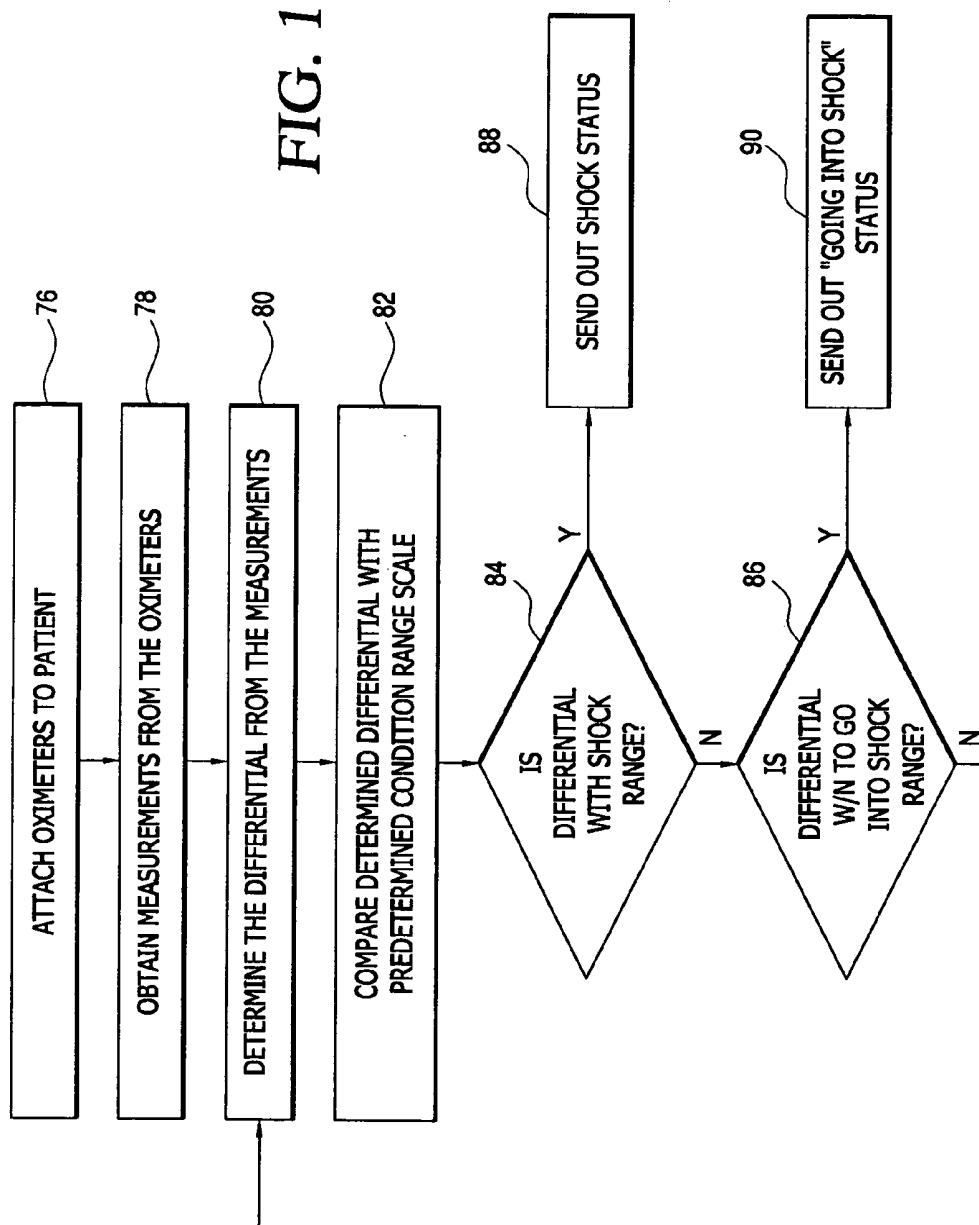 FIG. 1
ATTACH OXIMETERS TO PATIENT
76
OBTAIN MEASUREMENTS FROM THE OXIMETERS
78
DETERMINE THE DIFFERENTIAL FROM THE MEASUREMENTS
80
COMPARE DETERMINED DIFFERENTIAL WITH
PREDETERMINED CONDITION RANGE SCALE
82
IS
DIFFERENTIAL
WITH SHOCK
RANGE?
84
Y
N
SEND OUT SHOCK STATUS
88
IS
DIFFERENTIAL
W/N TO GO
INTO SHOCK
RANGE?
86
Y
N
SEND OUT "GOING INTO SHOCK"
STATUS
90